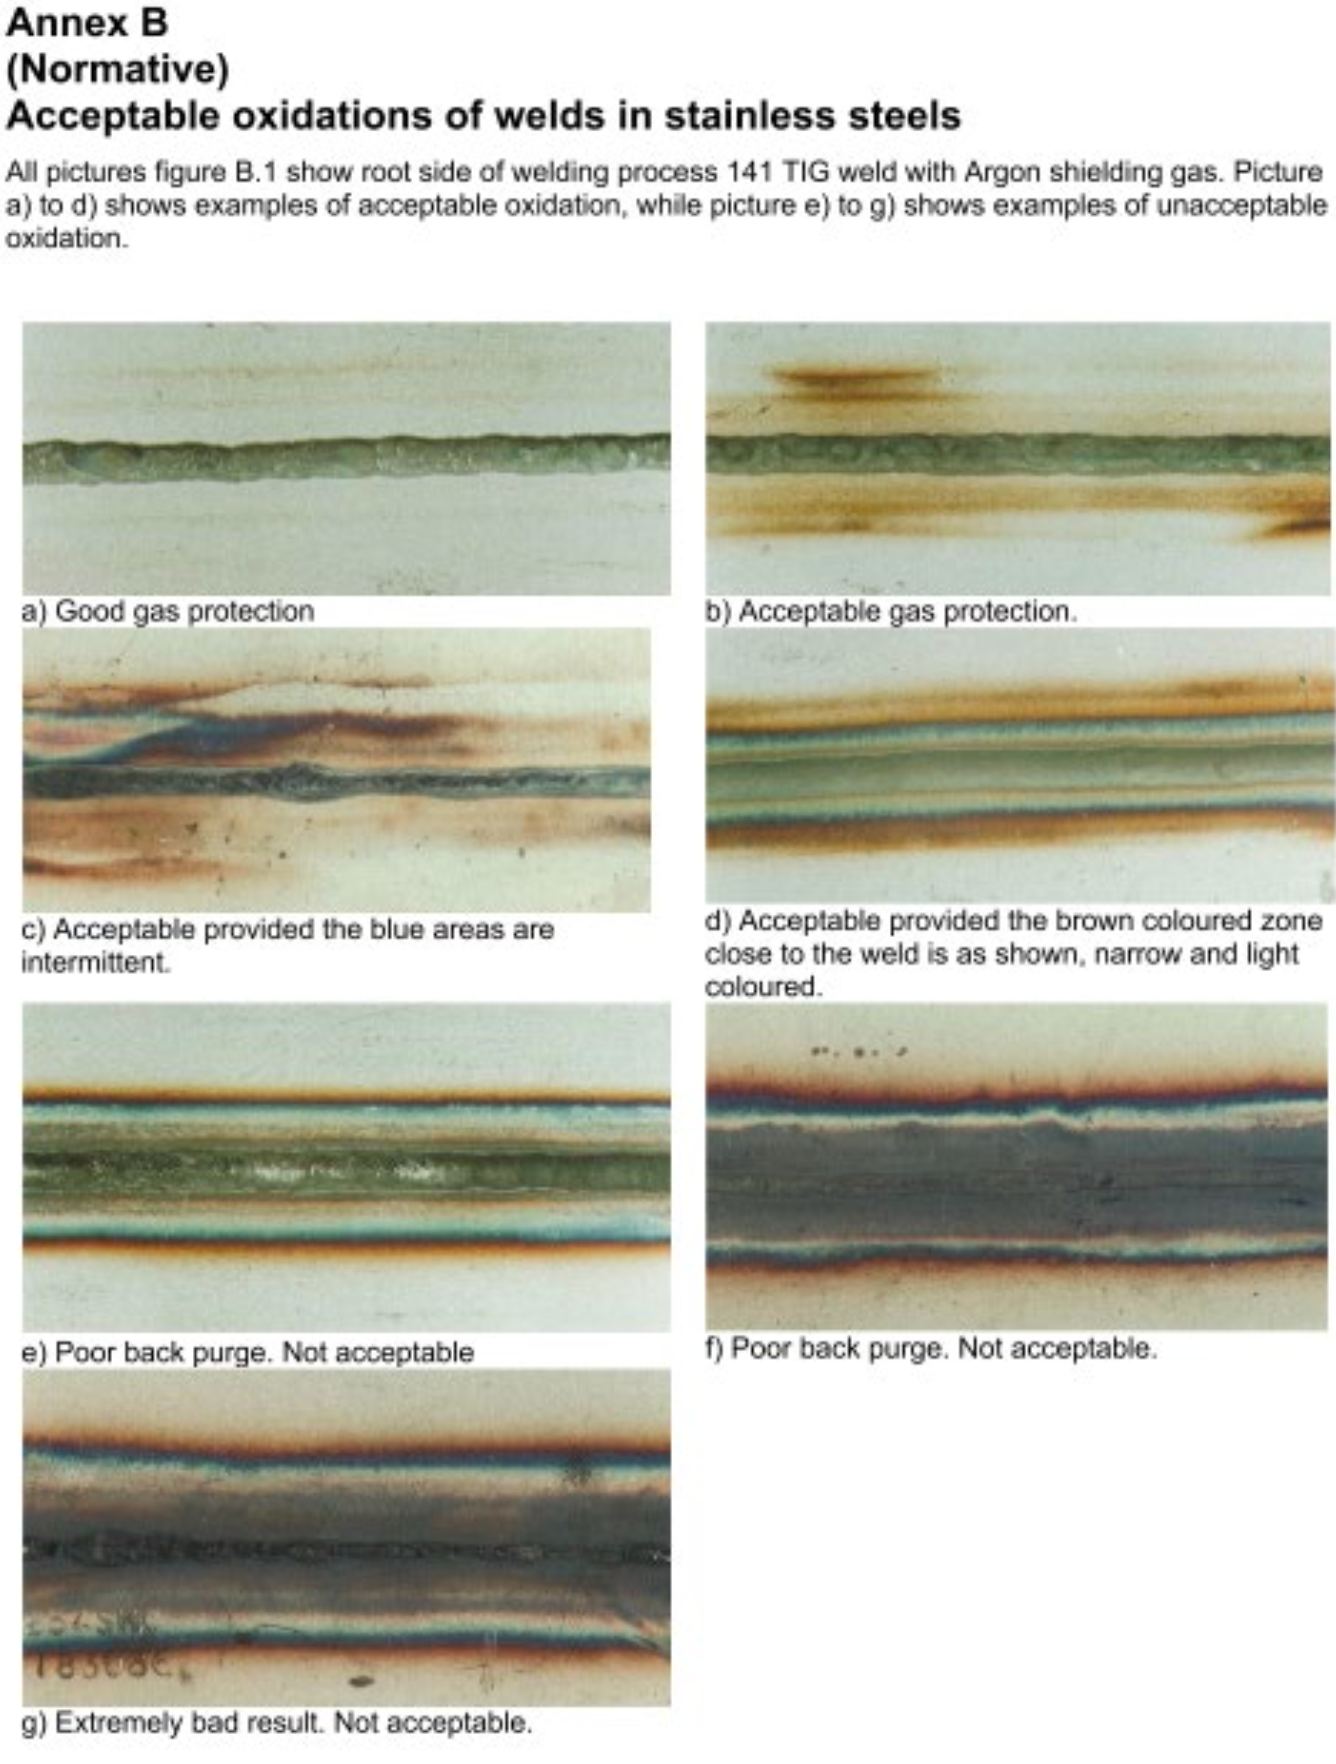 Annex B
(Normative)
Acceptable oxidations of welds in stainless steels
All pictures figure B.1 show root side of welding process 141 TIG weld with Argon shielding gas. Picture
a) to d) shows examples of acceptable oxidation, while picture e) to g) shows examples of unacceptable
oxidation.
a) Good gas protection
b) Acceptable gas protection.
c) Acceptable provided the blue areas are
intermittent.
d) Acceptable provided the brown coloured zone
close to the weld is as shown, narrow and light
coloured.
e) Poor back purge. Not acceptable
f) Poor back purge. Not acceptable.
g) Extremely bad result. Not acceptable.